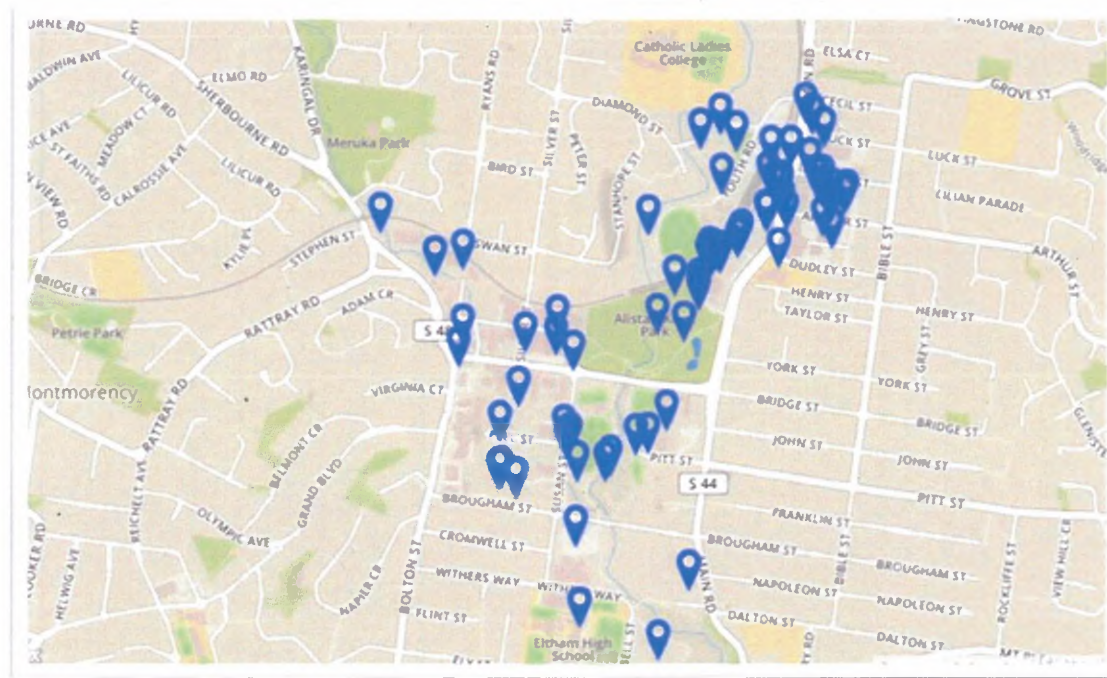 ELSA CT
Catholic Ladies
College
BALDWIN AVE
ELMO RD
KARINGAL DR
RYANS RD
GROVE ST
LILICUR RD
SHERBOURNE RD
DIAMOND ST
CECIL ST
MEADOW CT
SILVER ST
PETER ST
ST FAITHS RD
Meruka Park
LUCK ST
CALROSSIE AVE
LILICUR RD
BIRD ST
STANHOPE ST
LILIAN PARADE
KYLIE PL
STEPHEN ST
SWAN ST
BIBLE ST
ARTHUR ST
BRIDGE CR
DUDLEY ST
RATTRAY RD
ADAM CR
HENRY ST
HENRY ST
TAYLOR ST
Petrie Park
Park
GREY ST
YORK ST
YORK ST
VIRGINIA CT
BRIDGE ST
BRIDGE ST
RATTRAY RD
BELMONT CR
JOHN ST
JOHN ST
PITT ST
GRAND BLVD
SUSAN ST
S 44
PITT ST
REICHELT AVE
BROUGHAM ST
OLYMPIC AVE
FRANKLIN ST
CROMWELL ST
BROUGHAM ST
BIBLE ST
BROUGHAM ST
HELWIG AVE
NAPIER CR
BOLTON ST
WITHERS WAY
WAY
MAIN RD
NAPOLEON ST
NAPOLEON ST
ROCKLIFFE ST
VIEW HILL CR
FLINT ST
DALTON ST
DALTON ST
Eltham High
School